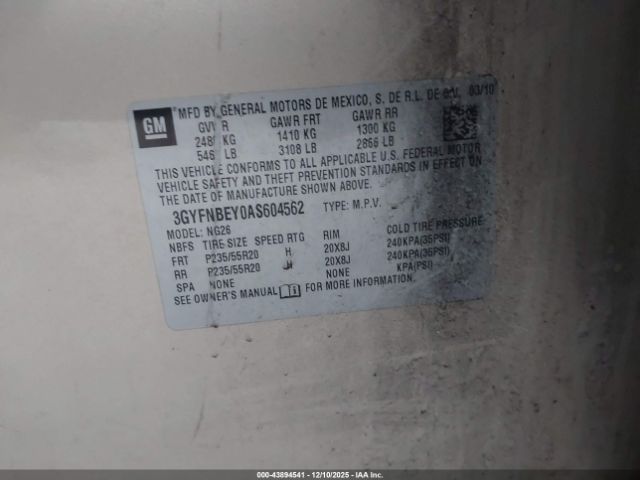 GM
MFD BY GENERAL MOTORS DE MEXICO, S. DE R.L. DE C.V. 03/10
GVWR GAWR FRT GAWR RR
KG 1410 KG 1300 KG
LB 3108 LB 2866 LB
THIS VEHICLE CONFORMS TO ALL APPLICABLE U.S. FEDERAL MOTOR
VEHICLE SAFETY AND THEFT PREVENTION STANDARDS IN EFFECT ON
THE DATE OF MANUFACTURE SHOWN ABOVE.
3GYFNBEY0AS604562 TYPE: M.P.V.
MODEL: NG26
NBFS TIRE SIZE SPEED RTG RIM COLD TIRE PRESSURE
FRT P235/55R20 H 20X8J 240KPA(35PSI)
RR P235/55R20 H 20X8J 240KPA(35PSI)
SPA NONE NONE KPA(PSI)
SEE OWNER'S MANUAL FOR MORE INFORMATION.
000-43894541 - 12/10/2025 - IAAI.com